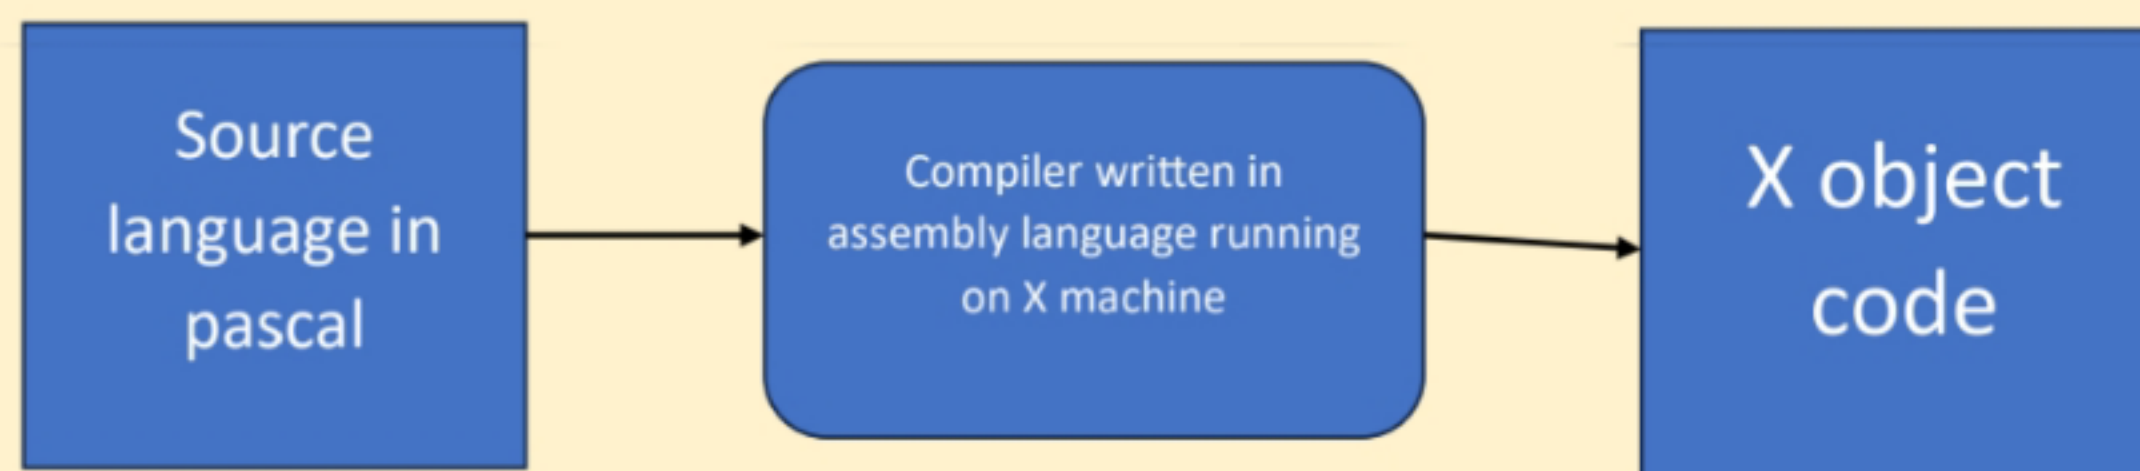 Source
language in
pascal
Compiler written in
assembly language running
on X machine
X object
code